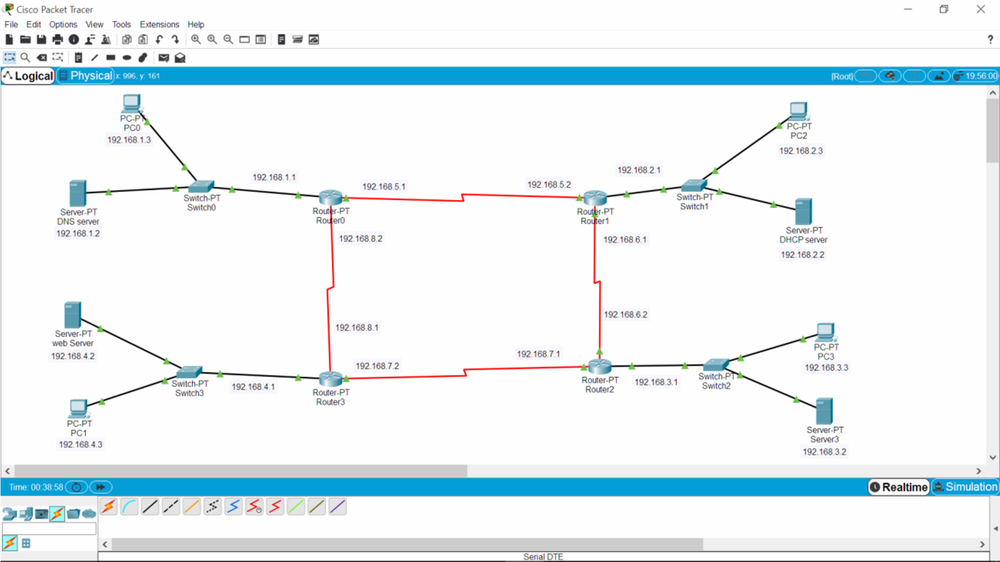 Cisco Packet Tracer
File Edit Options View Tools Extensions Help
?
Logical Physical x: 996, y: 161 [Root] 19:56:00
PC-PT
PC0
192.168.1.3
PC-PT
PC2
192.168.2.3
192.168.1.1
192.168.5.1
192.168.5.2
192.168.2.1
Server-PT
DNS server
192.168.1.2
Switch-PT
Switch0
Router-PT
Router0
192.168.8.2
Router-PT
Router1
192.168.6.1
Switch-PT
Switch1
Server-PT
DHCP server
192.168.2.2
Server-PT
web Server
192.168.4.2
192.168.8.1
192.168.7.2
192.168.6.2
192.168.7.1
PC-PT
PC3
192.168.3.3
Switch-PT
Switch3
192.168.4.1
Router-PT
Router3
Router-PT
Router2
192.168.3.1
Switch-PT
Switch2
PC-PT
PC1
192.168.4.3
Server-PT
Server3
192.168.3.2
Time: 00:38:58 Realtime Simulation
Serial DTE